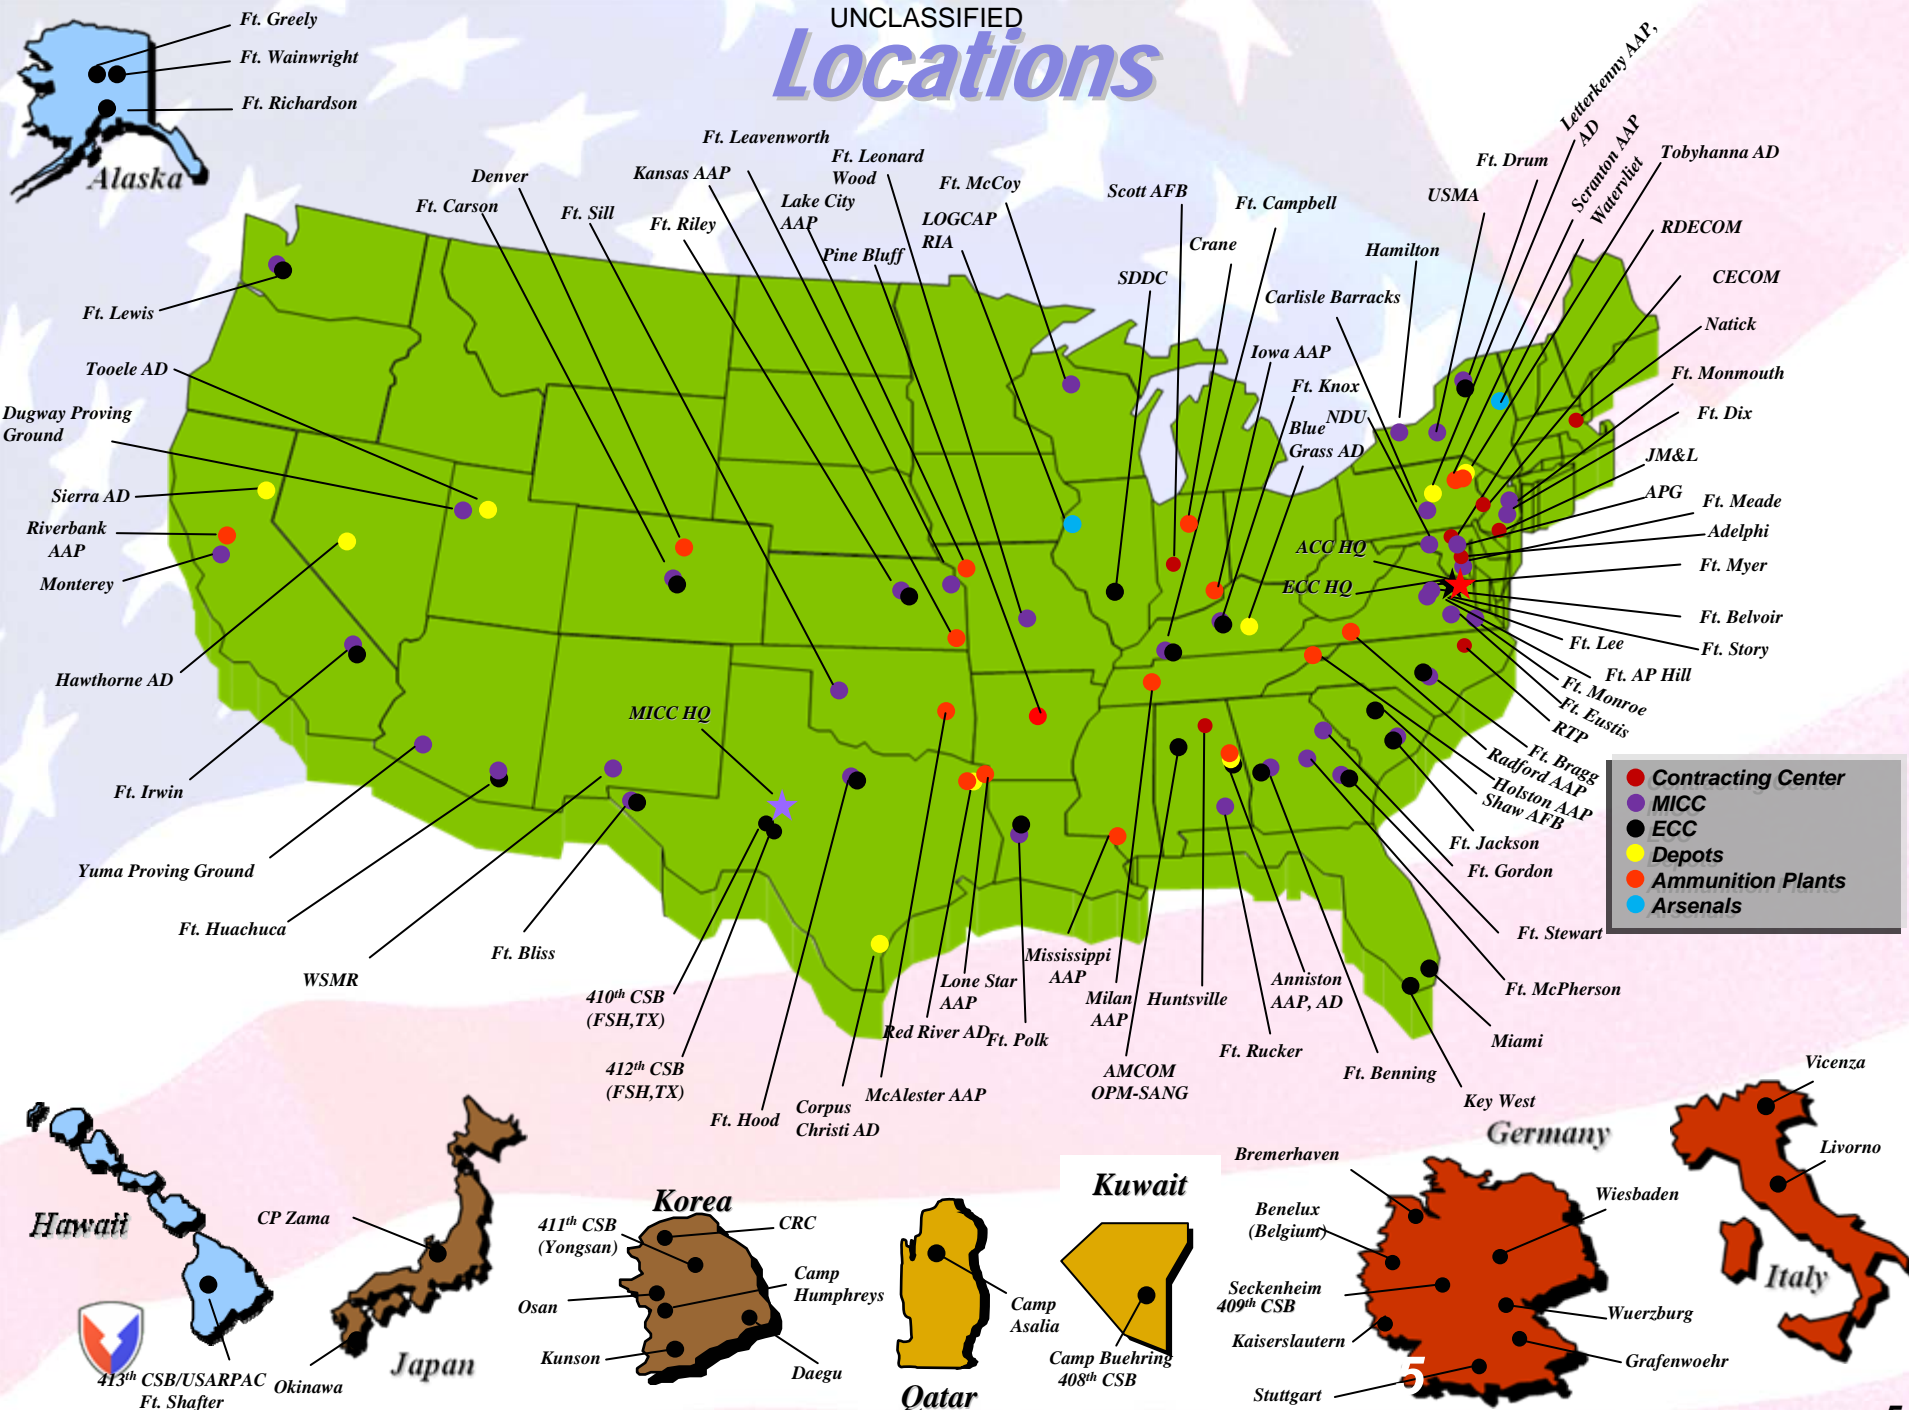 UNCLASSIFIED
Locations
Ft. Greely
Ft. Wainwright
Ft. Richardson
Alaska
Denver
Ft. Carson
Ft. Sill
Ft. Leavenworth
Kansas AAP
Ft. Riley
Ft. Leonard
Wood
Lake City
AAP
Pine Bluff
Ft. McCoy
LOGCAP
RIA
Scott AFB
SDDC
Crane
Ft. Campbell
Carlisle Barracks
Iowa AAP
Ft. Knox
NDU
Blue
Grass AD
Hamilton
USMA
Ft. Drum
Letterkenny AAP,
AD
Scranton AAP
Watervliet
Tobyhanna AD
RDECOM
CECOM
Natick
Ft. Monmouth
Ft. Dix
JM&L
APG
Ft. Meade
Adelphi
ACC HQ
ECC HQ
Ft. Myer
Ft. Belvoir
Ft. Story
Ft. Lee
Ft. AP Hill
Ft. Monroe
Ft. Eustis
RTP
Ft. Bragg
Radford AAP
Holston AAP
Shaw AFB
Ft. Jackson
Ft. Gordon
Ft. Stewart
Ft. McPherson
Miami
Key West
Ft. Lewis
Tooele AD
Dugway Proving
Ground
Sierra AD
Riverbank
AAP
Monterey
Hawthorne AD
Ft. Irwin
Yuma Proving Ground
Ft. Huachuca
WSMR
Ft. Bliss
MICC HQ
410th CSB
(FSH,TX)
412th CSB
(FSH,TX)
Ft. Hood
Corpus
Christi AD
McAlester AAP
Red River AD
Lone Star
AAP
Ft. Polk
Mississippi
AAP
Milan
AAP
AMCOM
OPM-SANG
Huntsville
Anniston
AAP, AD
Ft. Rucker
Ft. Benning
Contracting Center
MICC
ECC
Depots
Ammunition Plants
Arsenals
Hawaii
413th CSB/USARPAC
Ft. Shafter
CP Zama
Okinawa
Japan
Korea
411th CSB
(Yongsan)
CRC
Osan
Camp
Humphreys
Kunson
Daegu
Camp
Asalia
Qatar
Kuwait
Camp Buehring
408th CSB
Germany
Bremerhaven
Benelux
(Belgium)
Wiesbaden
Seckenheim
409th CSB
Wuerzburg
Kaiserslautern
Grafenwoehr
Stuttgart
5
Vicenza
Livorno
Italy